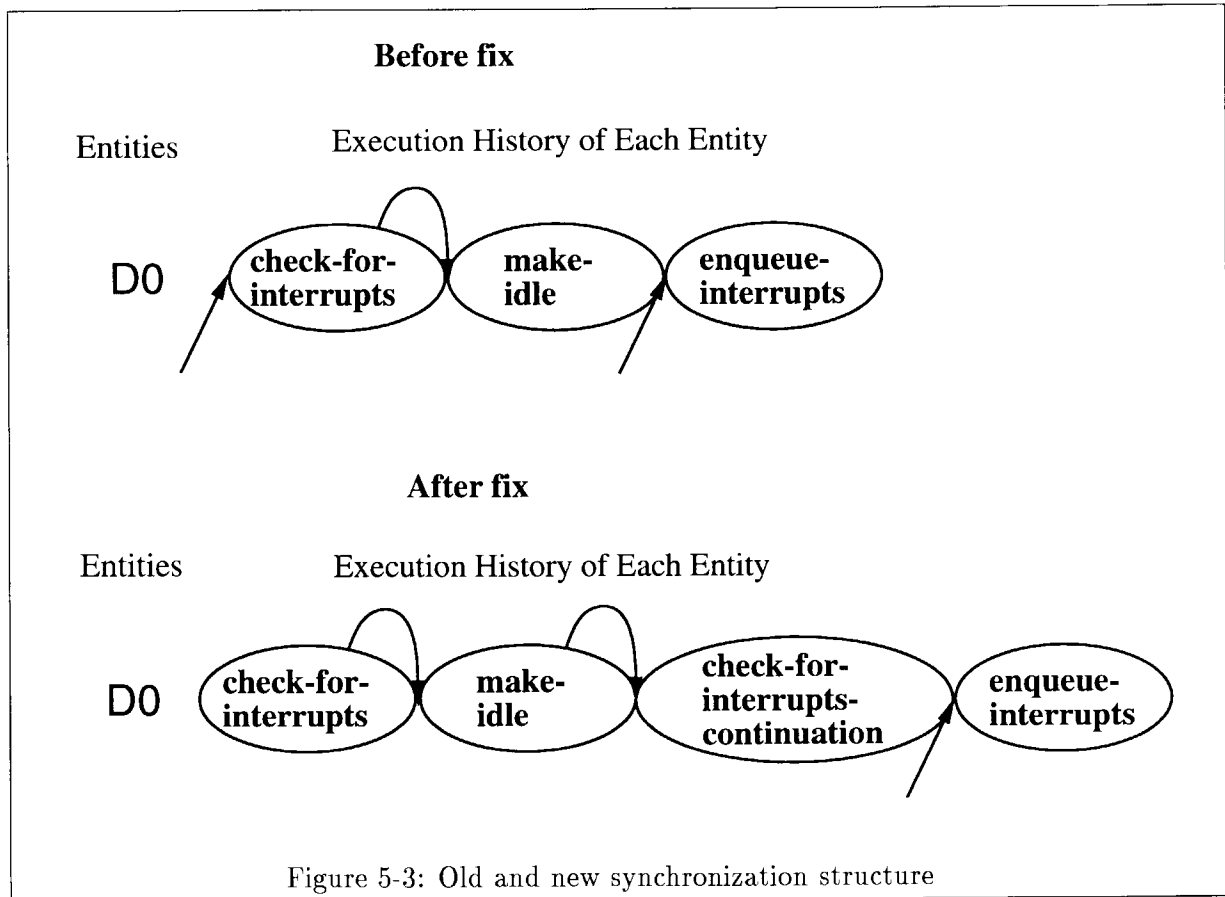 Before fix
Entities
Execution History of Each Entity
D0
check-for-
interrupts
make-
idle
enqueue-
interrupts
After fix
Entities
Execution History of Each Entity
D0
check-for-
interrupts
make-
idle
check-for-
interrupts-
continuation
enqueue-
interrupts
Figure 5-3: Old and new synchronization structure